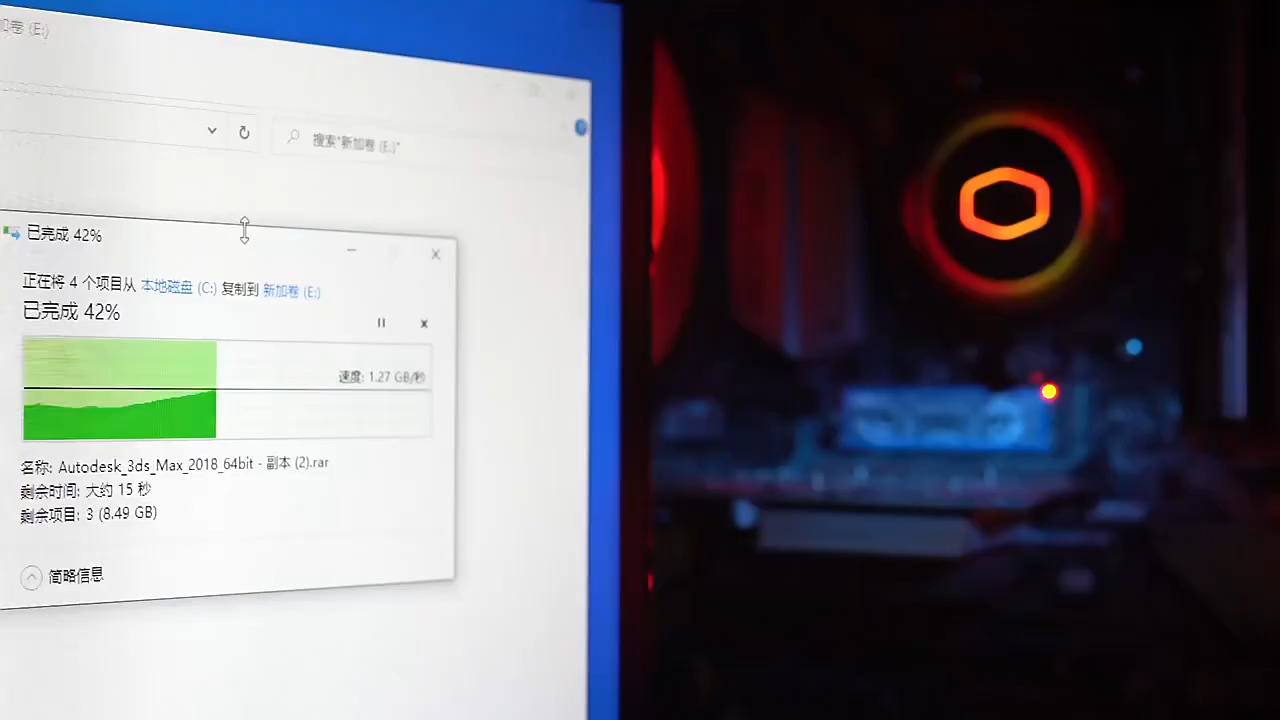 加卷 (E:)
搜索"新加卷 (E:)"
已完成 42%
正在将 4 个项目从 本地磁盘 (C:) 复制到 新加卷 (E:)
已完成 42%
速度: 1.27 GB/秒
名称: Autodesk_3ds_Max_2018_64bit - 副本 (2).rar
剩余时间: 大约 15 秒
剩余项目: 3 (8.49 GB)
简略信息